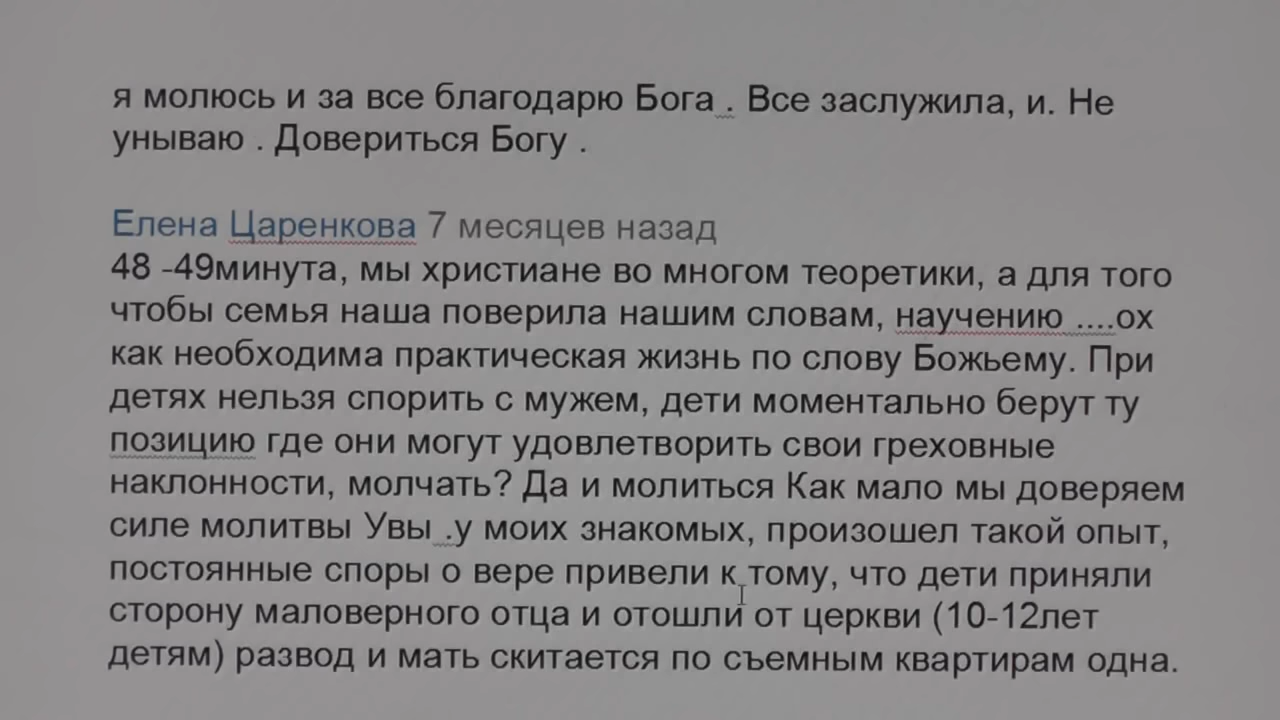 я молюсь и за все благодарю Бога . Все заслужила, и. Не
унываю . Довериться Богу .
Елена Царенкова 7 месяцев назад
48 -49минута, мы христиане во многом теоретики, а для того
чтобы семья наша поверила нашим словам, научению ....ох
как необходима практическая жизнь по слову Божьему. При
детях нельзя спорить с мужем, дети моментально берут ту
позицию где они могут удовлетворить свои греховные
наклонности, молчать? Да и молиться Как мало мы доверяем
силе молитвы Увы .у моих знакомых, произошел такой опыт,
постоянные споры о вере привели к тому, что дети приняли
сторону маловерного отца и отошли от церкви (10-12лет
детям) развод и мать скитается по съемным квартирам одна.